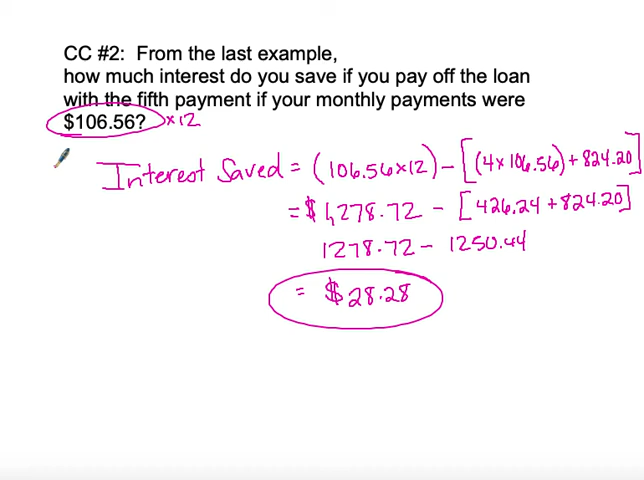 CC #2: From the last example,
how much interest do you save if you pay off the loan
with the fifth payment if your monthly payments were
$106.56? × 12
Interest Saved = (106.56 × 12) - [(4 × 106.56) + 824.20]
= $1,278.72 - [426.24 + 824.20]
1278.72 - 1250.44
= $28.28